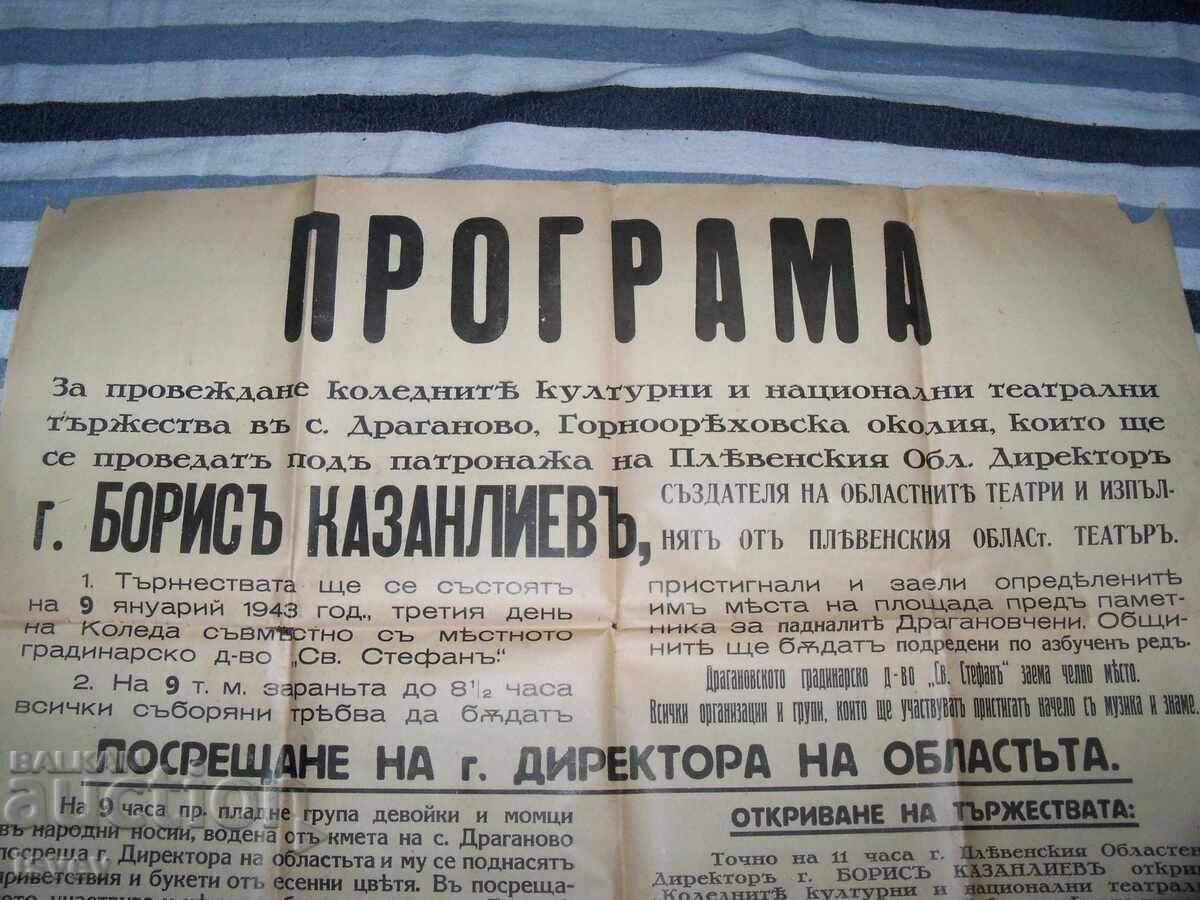 ПРОГРАМА
За провеждане коледнитѣ културни и национални театрални
тържества въ с. Драганово, Горноорѣховска околия, които ще
се проведатъ подъ патронажа на Плѣвенския Обл. Директоръ
г. БОРИСЪ КАЗАНЛИЕВЪ,
СЪЗДАТЕЛЯ НА ОБЛАСТНИТѢ ТЕАТРИ И ИЗПЪЛ-
НЯТЪ ОТЪ ПЛѢВЕНСКИЯ ОБЛАСТ. ТЕАТЪРЪ.
1. Тържествата ще се състоятъ
на 9 януарий 1943 год., третия день
на Коледа съвмѣстно съ мѣстното
градинарско д-во „Св. Стефанъ“.
2. На 9 т. м. зараньта до 8½ часа
всички съборяни трѣбва да бѫдатъ
пристигнали и заели опредѣлените
имъ мѣста на площада предъ памет-
ника за падналитѣ Драгановчени. Общи-
нитѣ ще бѫдатъ подредени по азбученъ редъ.
Драгановското градинарско д-во „Св. Стефанъ“ заема челно мѣсто.
Всички организации и групи, които ще участвуватъ пристигатъ начело съ музика и знаме.
ПОСРЕЩАНЕ НА г. ДИРЕКТОРА НА ОБЛАСТЬТА.
На 9 часа пр. пладне група девойки и момци
въ народни носии, водена отъ кмета на с. Драганово
посреща г. Директора на областьта и му се поднасятъ
приветствия и букети отъ есенни цвѣтя. Въ посреща-
ОТКРИВАНЕ НА ТЪРЖЕСТВАТА:
Точно на 11 часа г. Плѣвенския Областен
Директоръ г. БОРИСЪ КАЗАНЛИЕВЪ откри
„Коледнитѣ културни и национални театрал
BALKAN
auction